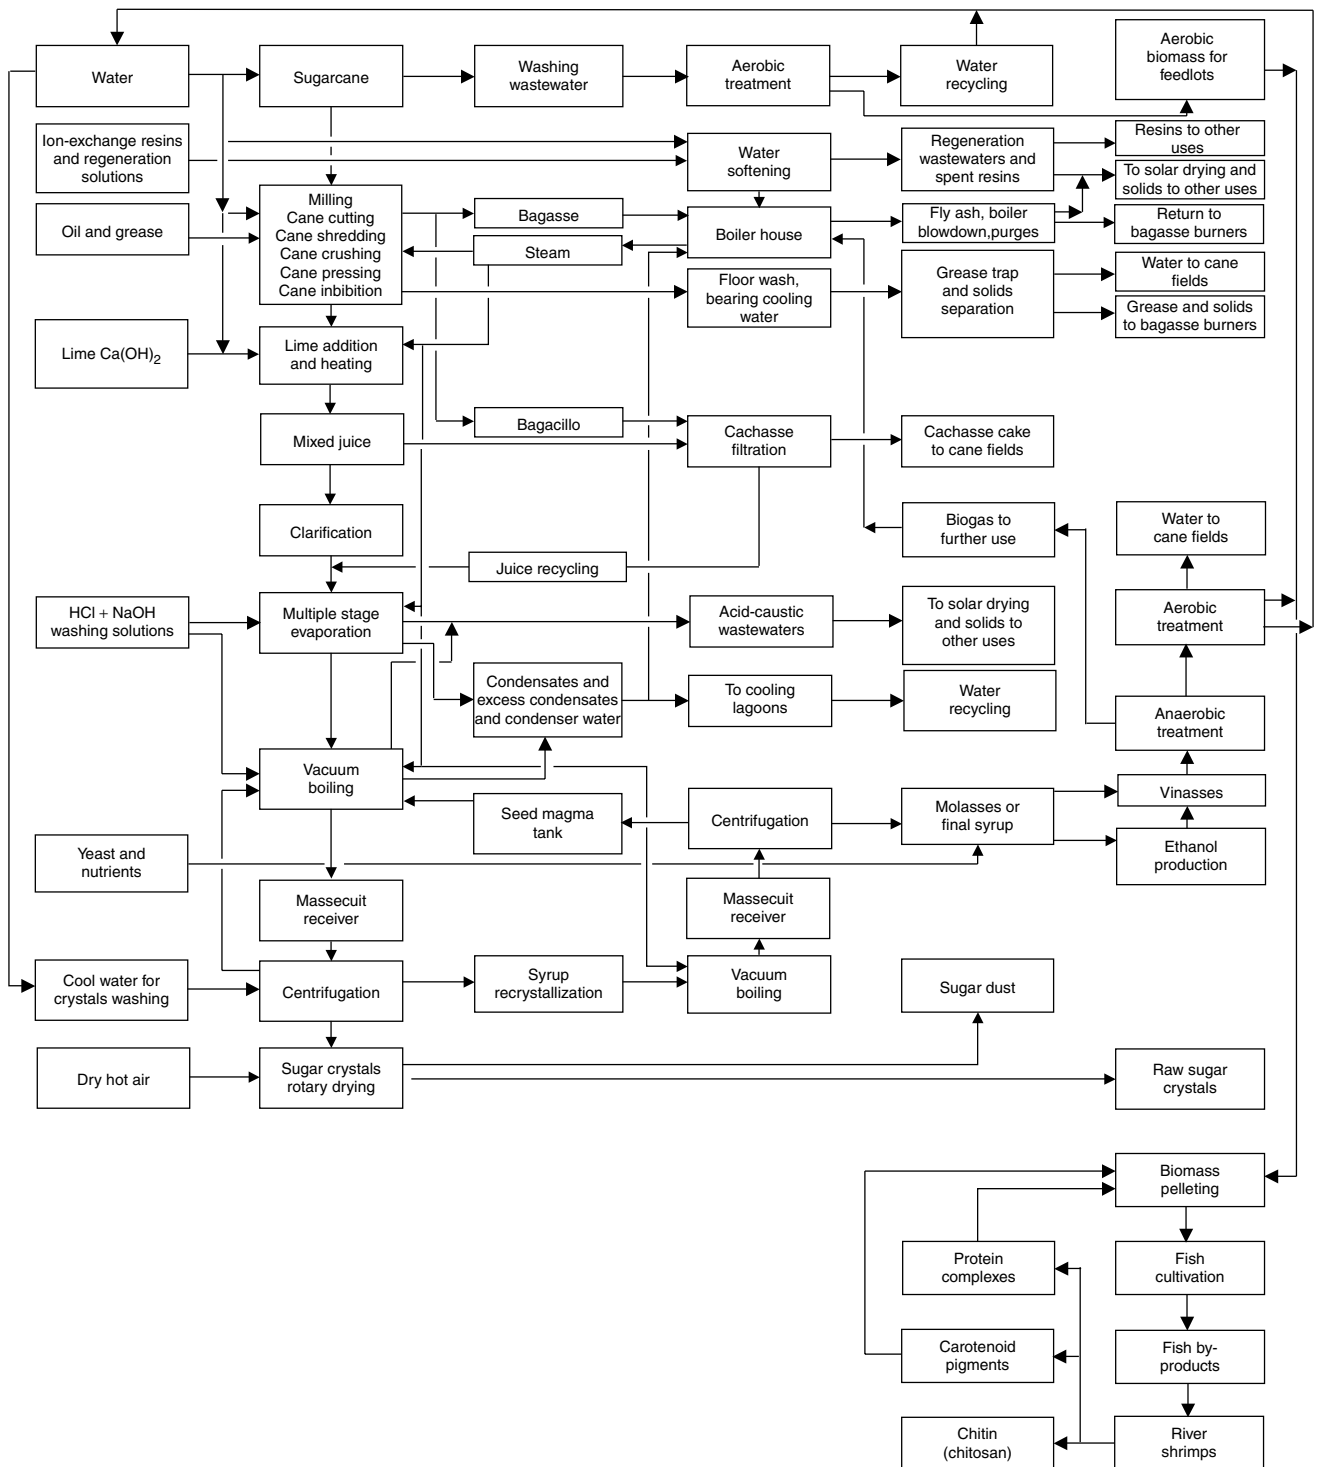 Water
Sugarcane
Washing
wastewater
Aerobic
treatment
Water
recycling
Aerobic
biomass for
feedlots
Ion-exchange resins
and regeneration
solutions
Water
softening
Regeneration
wastewaters and
spent resins
Resins to other
uses
To solar drying and
solids to other uses
Oil and grease
Milling
Cane cutting
Cane shredding
Cane crushing
Cane pressing
Cane inbibition
Bagasse
Steam
Boiler house
Fly ash, boiler
blowdown,purges
Return to
bagasse burners
Floor wash,
bearing cooling
water
Grease trap
and solids
separation
Water to cane
fields
Grease and solids
to bagasse burners
Lime Ca(OH)2
Lime addition
and heating
Mixed juice
Bagacillo
Cachasse
filtration
Cachasse cake
to cane fields
Clarification
Biogas to
further use
Water to
cane fields
Juice recycling
HCl + NaOH
washing solutions
Multiple stage
evaporation
Acid-caustic
wastewaters
To solar drying
and solids to
other uses
Aerobic
treatment
Condensates and
excess condensates
and condenser water
To cooling
lagoons
Water
recycling
Anaerobic
treatment
Vacuum
boiling
Seed magma
tank
Centrifugation
Molasses or
final syrup
Vinasses
Yeast and
nutrients
Ethanol
production
Massecuit
receiver
Massecuit
receiver
Cool water for
crystals washing
Centrifugation
Syrup
recrystallization
Vacuum
boiling
Sugar dust
Dry hot air
Sugar crystals
rotary drying
Raw sugar
crystals
Biomass
pelleting
Protein
complexes
Fish
cultivation
Carotenoid
pigments
Fish by-
products
Chitin
(chitosan)
River
shrimps